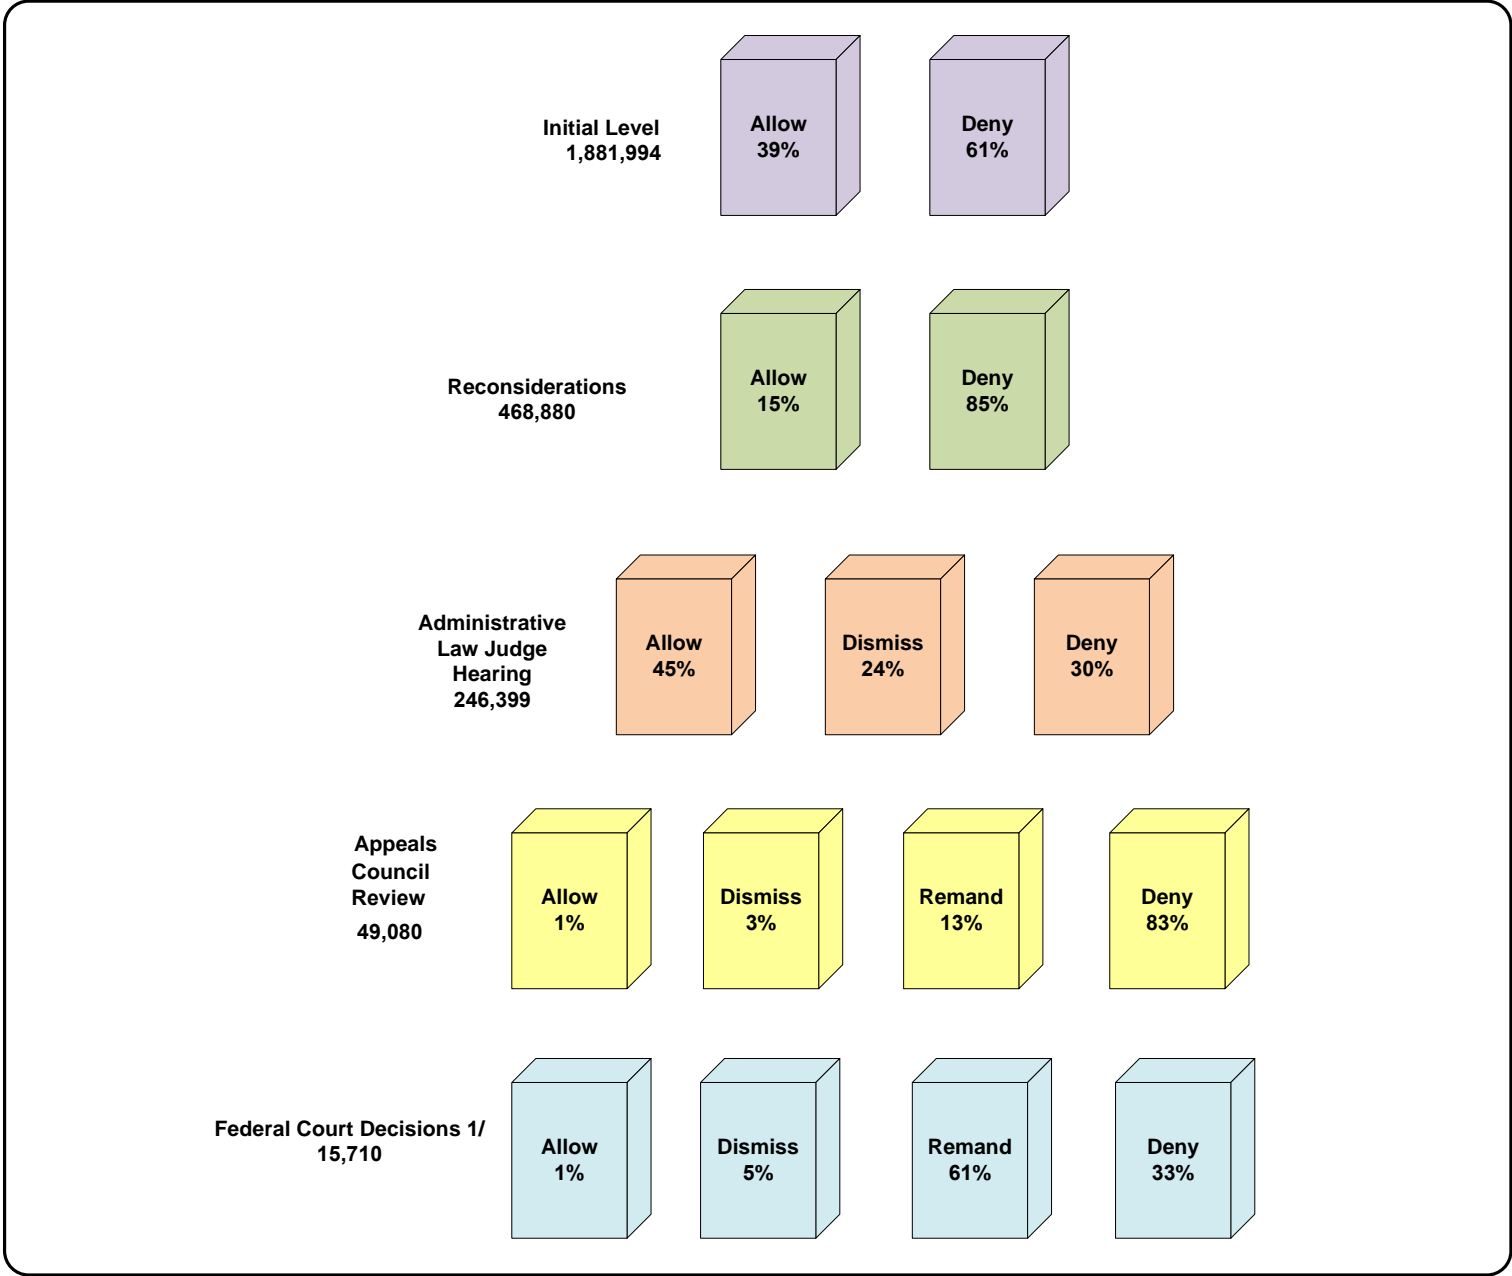 Initial Level
1,881,994
Allow
39%
Deny
61%
Reconsiderations
468,880
Allow
15%
Deny
85%
Administrative
Law Judge
Hearing
246,399
Allow
45%
Dismiss
24%
Deny
30%
Appeals
Council
Review
49,080
Allow
1%
Dismiss
3%
Remand
13%
Deny
83%
Federal Court Decisions 1/
15,710
Allow
1%
Dismiss
5%
Remand
61%
Deny
33%